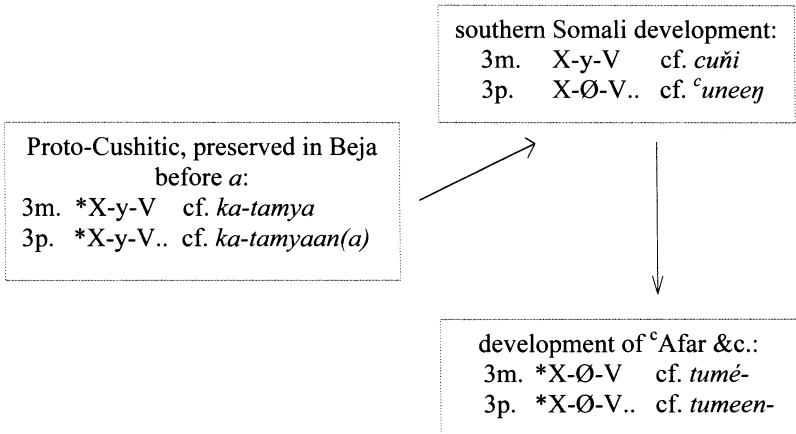 southern Somali development:
3m. X-y-V cf. cuňi
3p. X-Ø-V.. cf. ᶜuneeŋ
Proto-Cushitic, preserved in Beja
before a:
3m. *X-y-V cf. ka-tamya
3p. *X-y-V.. cf. ka-tamyaan(a)
development of ᶜAfar &c.:
3m. *X-Ø-V cf. tumé-
3p. *X-Ø-V.. cf. tumeen-